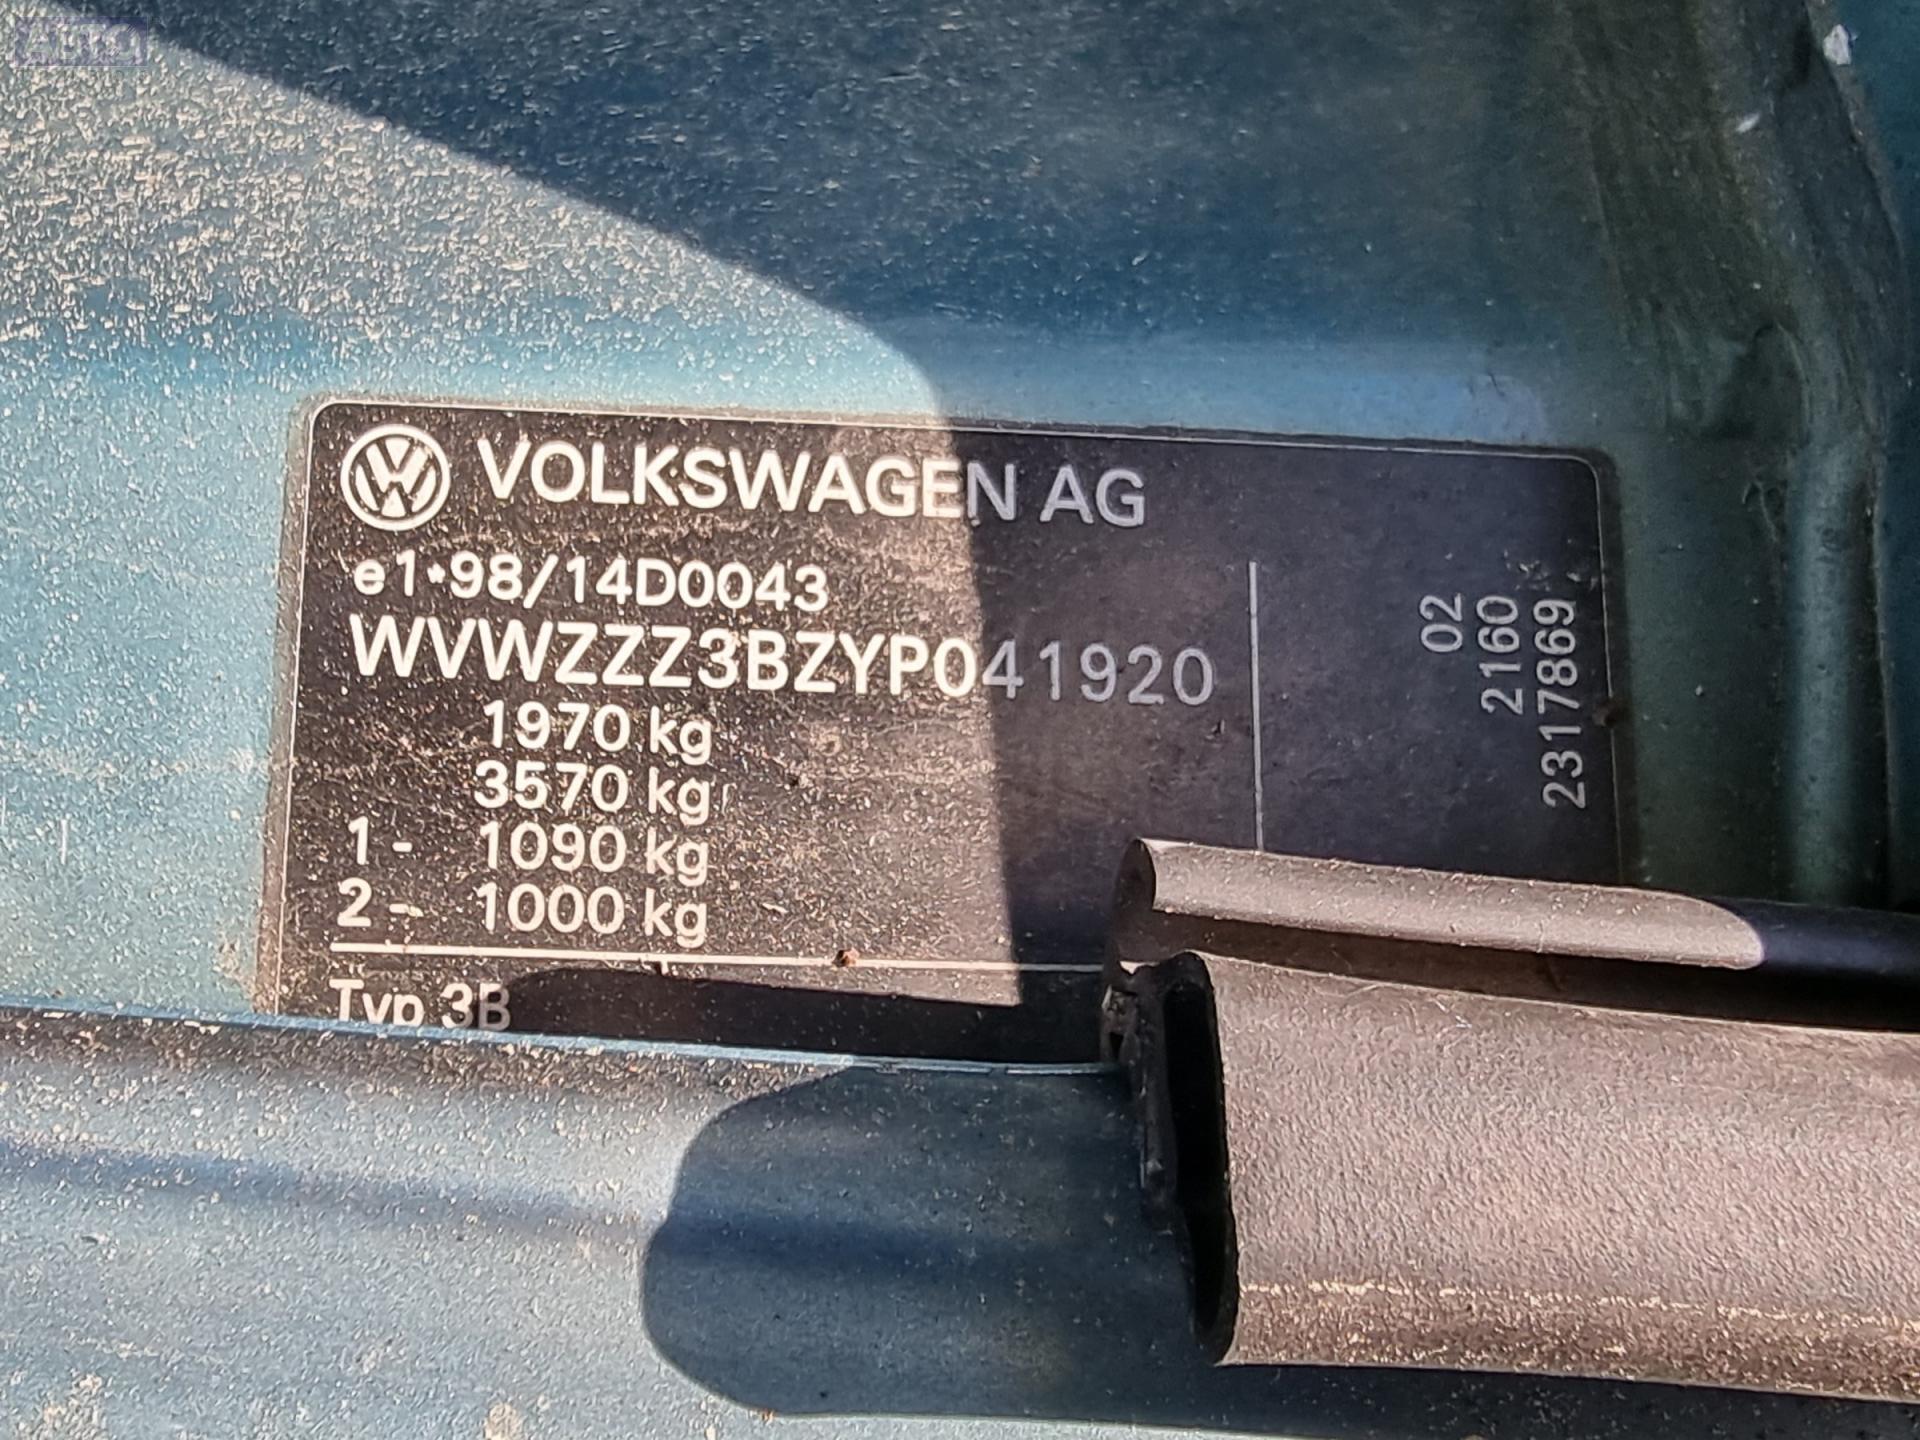 AUTO
VOLKSWAGEN AG
e1*98/14D0043
WVWZZZ3BZYP041920
1970 kg
3570 kg
1- 1090 kg
2- 1000 kg
Typ 3B
02
2160
2317869